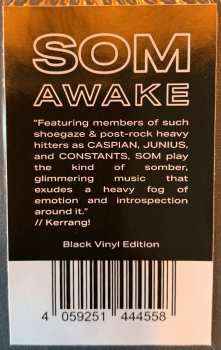 SOM
AWAKE
"Featuring members of such
shoegaze & post-rock heavy
hitters as CASPIAN, JUNIUS,
and CONSTANTS, SOM play
the kind of somber,
glimmering music that
exudes a heavy fog of
emotion and introspection
around it."
// Kerrang!
Black Vinyl Edition
4 059251 444558